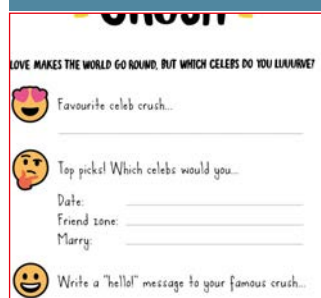 CRUSH
LOVE MAKES THE WORLD GO ROUND, BUT WHICH CELEBS DO YOU LUUURVE?
Favourite celeb crush...
Top picks! Which celebs would you...
Date:
Friend zone:
Marry:
Write a "hello!" message to your famous crush...